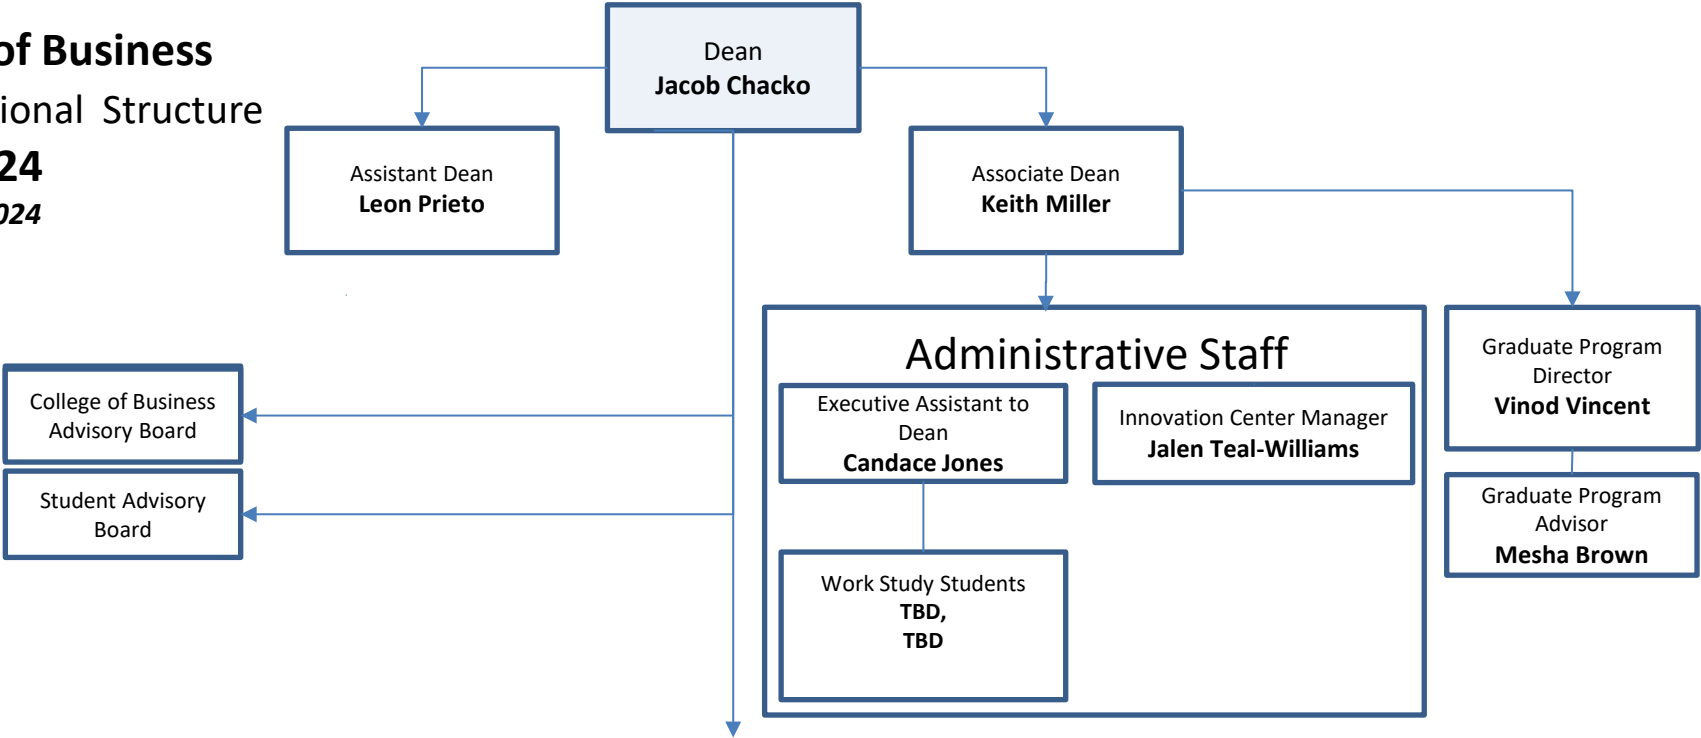 of Business
ional Structure
24
024
Dean
Jacob Chacko
Assistant Dean
Leon Prieto
Associate Dean
Keith Miller
College of Business
Advisory Board
Student Advisory
Board
Administrative Staff
Executive Assistant to
Dean
Candace Jones
Innovation Center Manager
Jalen Teal-Williams
Work Study Students
TBD,
TBD
Graduate Program
Director
Vinod Vincent
Graduate Program
Advisor
Mesha Brown